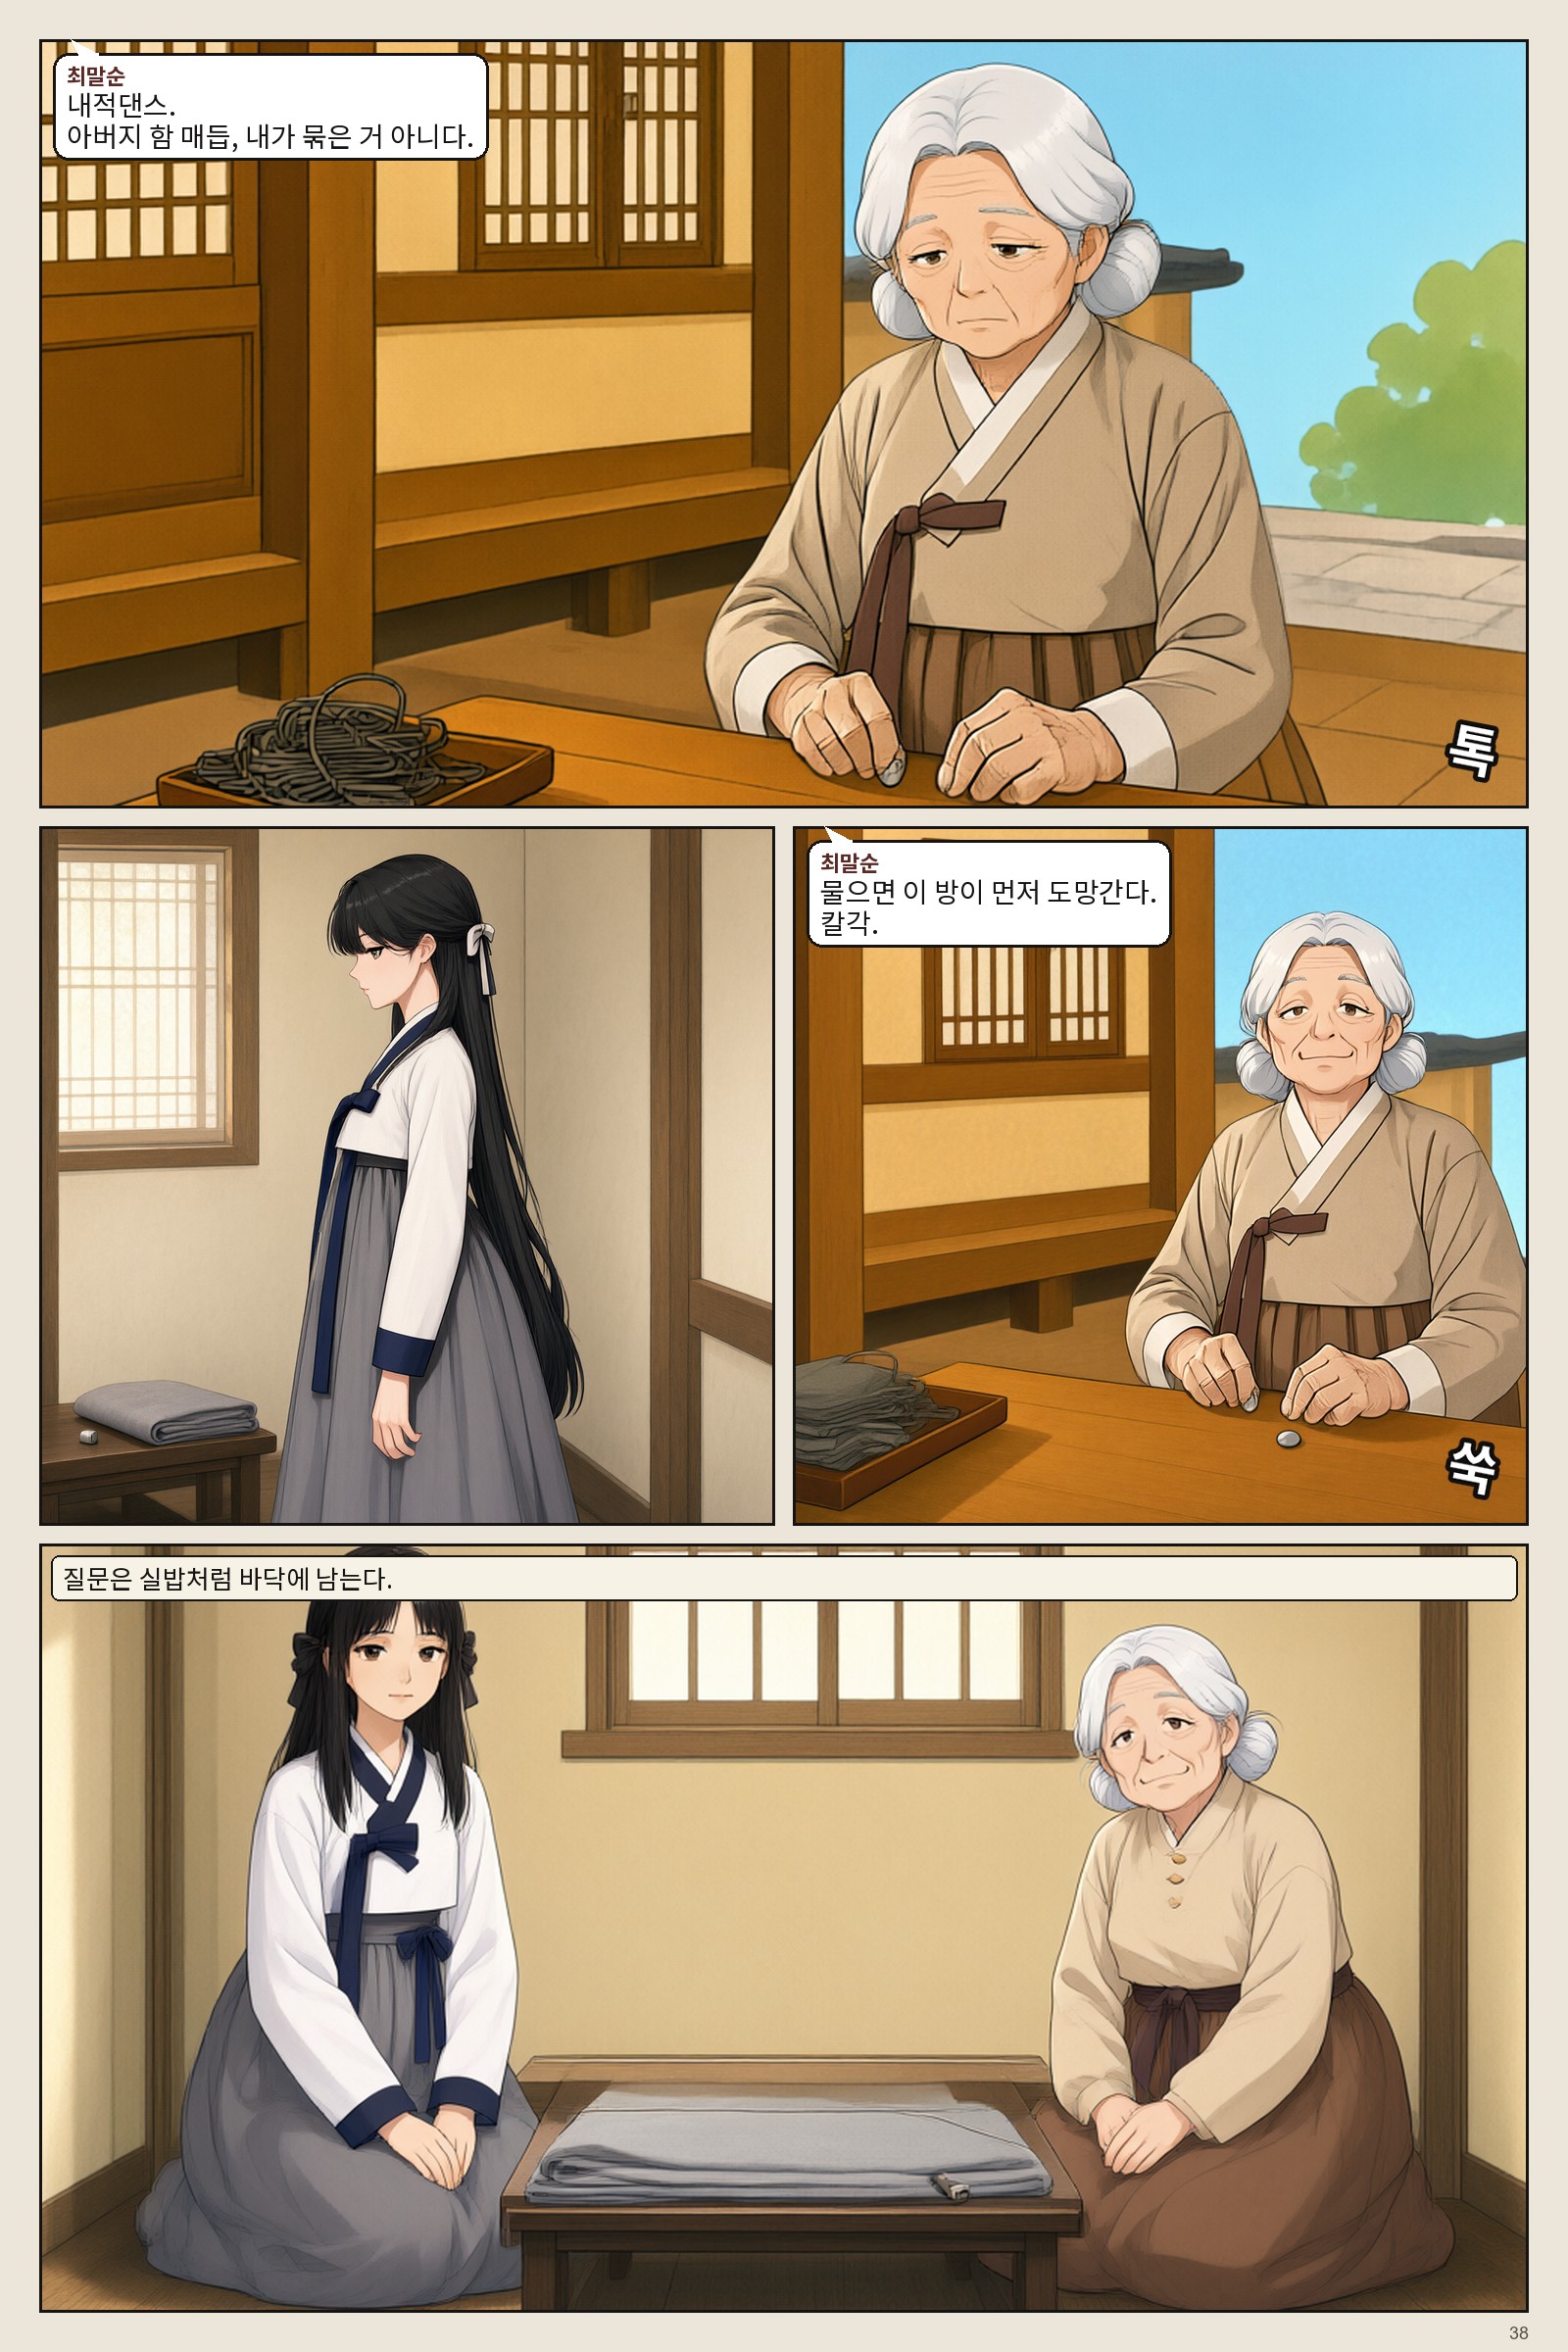 최말순
내적댄스.
아버지 함 매듭, 내가 묶은 거 아니다.
톡
최말순
물으면 이 방이 먼저 도망간다.
칼각.
쑥
질문은 실밥처럼 바닥에 남는다.
38